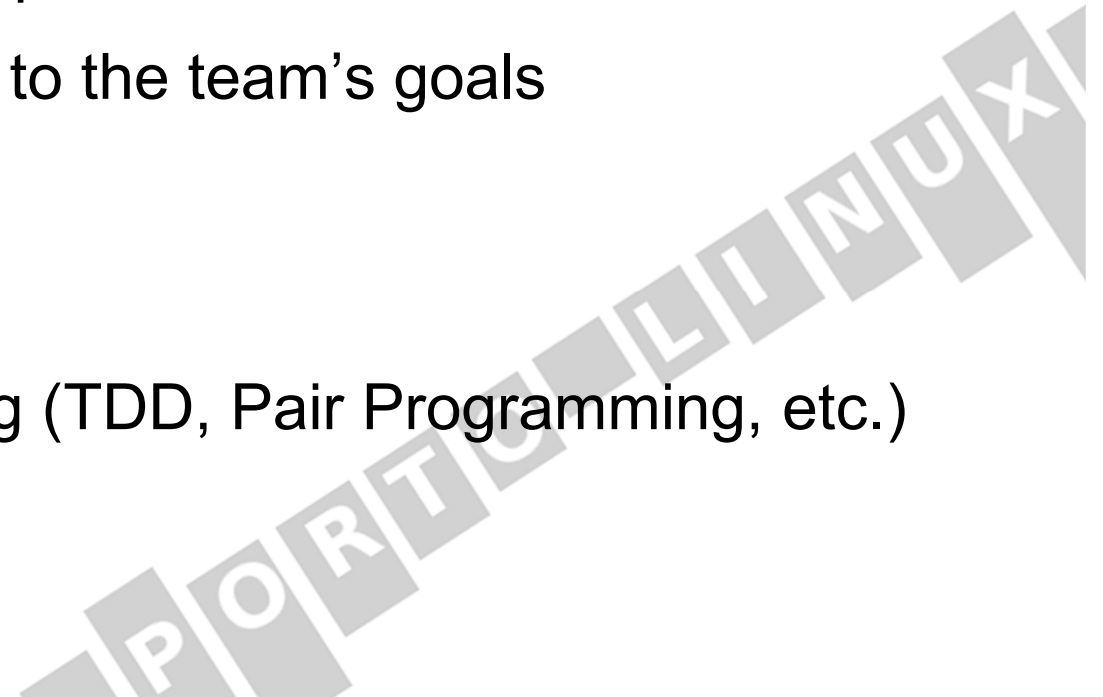 to the team’s goals
g (TDD, Pair Programming, etc.)
PORTO LINUX